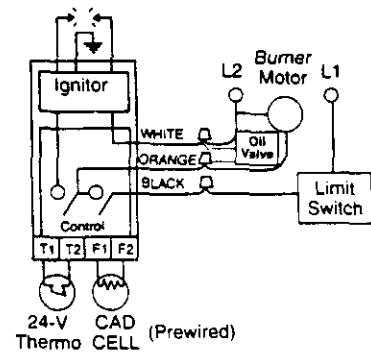 Burner
Motor
L2
L1
Ignitor
WHITE
Oil
Valve
ORANGE
BLACK
Limit
Switch
Control
T1 T2 F1 F2
24-V
Thermo
CAD
CELL
(Prewired)